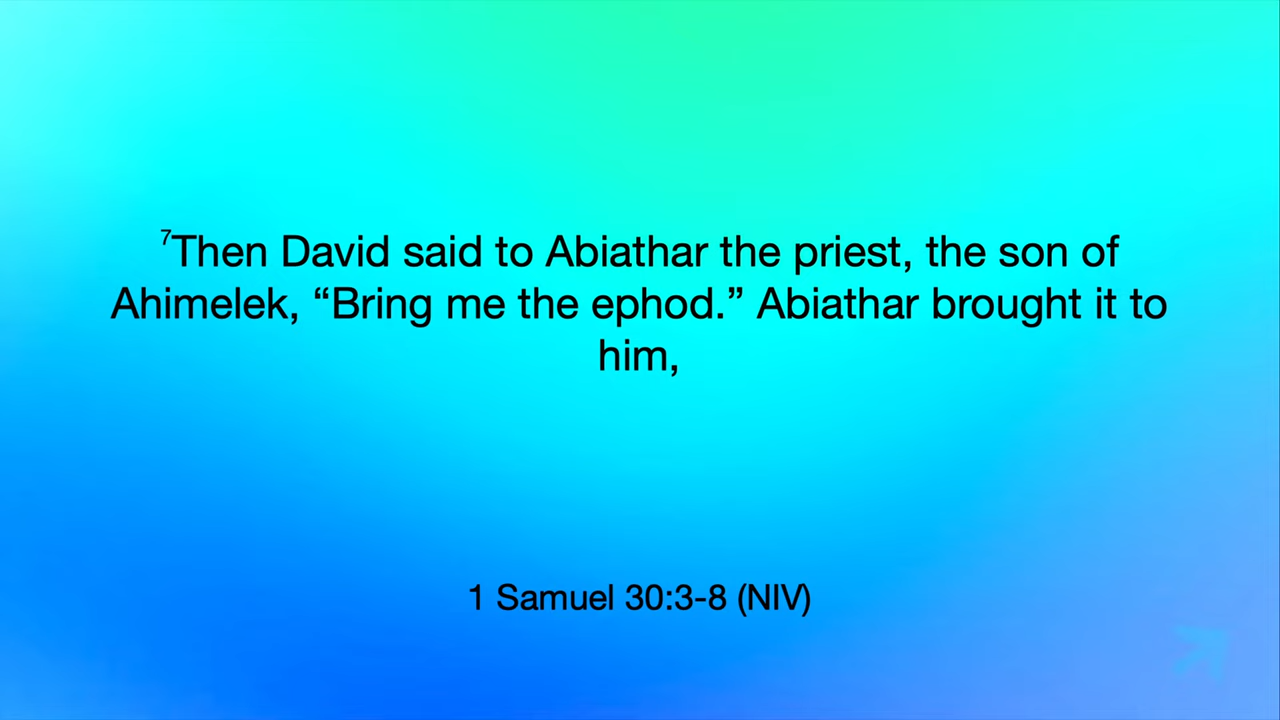 ⁷Then David said to Abiathar the priest, the son of
Ahimelek, “Bring me the ephod.” Abiathar brought it to
him,
1 Samuel 30:3-8 (NIV)